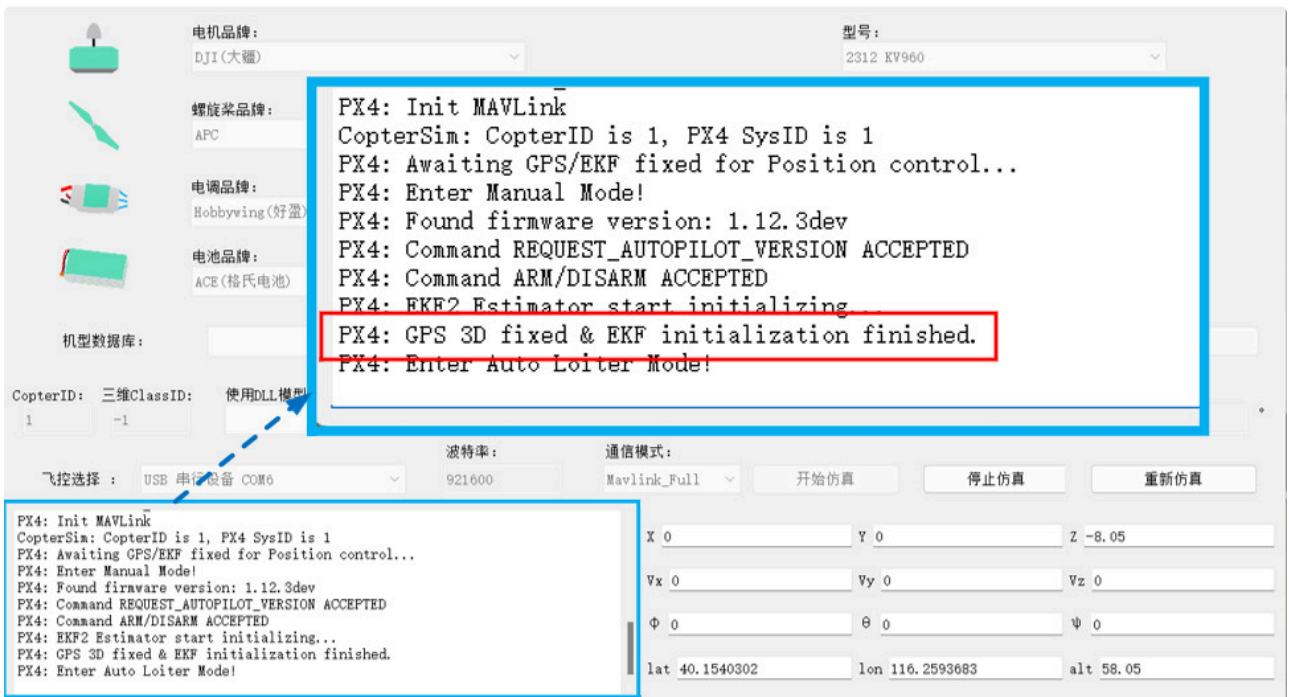 电机品牌:
型号:
DJI(大疆)
2312 KV960
螺旋桨品牌:
APC
电调品牌:
Hobbywing(好盈)
电池品牌:
ACE(格氏电池)
机型数据库:
PX4: Init MAVLink
CopterSim: CopterID is 1, PX4 SysID is 1
PX4: Awaiting GPS/EKF fixed for Position control...
PX4: Enter Manual Mode!
PX4: Found firmware version: 1.12.3dev
PX4: Command REQUEST_AUTOPILOT_VERSION ACCEPTED
PX4: Command ARM/DISARM ACCEPTED
PX4: EKF2 Estimator start initializing...
PX4: GPS 3D fixed & EKF initialization finished.
PX4: Enter Auto Loiter Mode!
CopterID: 三维ClassID: 使用DLL模型
1 -1
波特率: 通信模式:
飞控选择 : USB 串行设备 COM6 921600 Mavlink_Full 开始仿真 停止仿真 重新仿真
PX4: Init MAVLink
CopterSim: CopterID is 1, PX4 SysID is 1
PX4: Awaiting GPS/EKF fixed for Position control...
PX4: Enter Manual Mode!
PX4: Found firmware version: 1.12.3dev
PX4: Command REQUEST_AUTOPILOT_VERSION ACCEPTED
PX4: Command ARM/DISARM ACCEPTED
PX4: EKF2 Estimator start initializing...
PX4: GPS 3D fixed & EKF initialization finished.
PX4: Enter Auto Loiter Mode!
X 0 Y 0 Z -8.05
Vx 0 Vy 0 Vz 0
Φ 0 θ 0 Ψ 0
lat 40.1540302 lon 116.2593683 alt 58.05